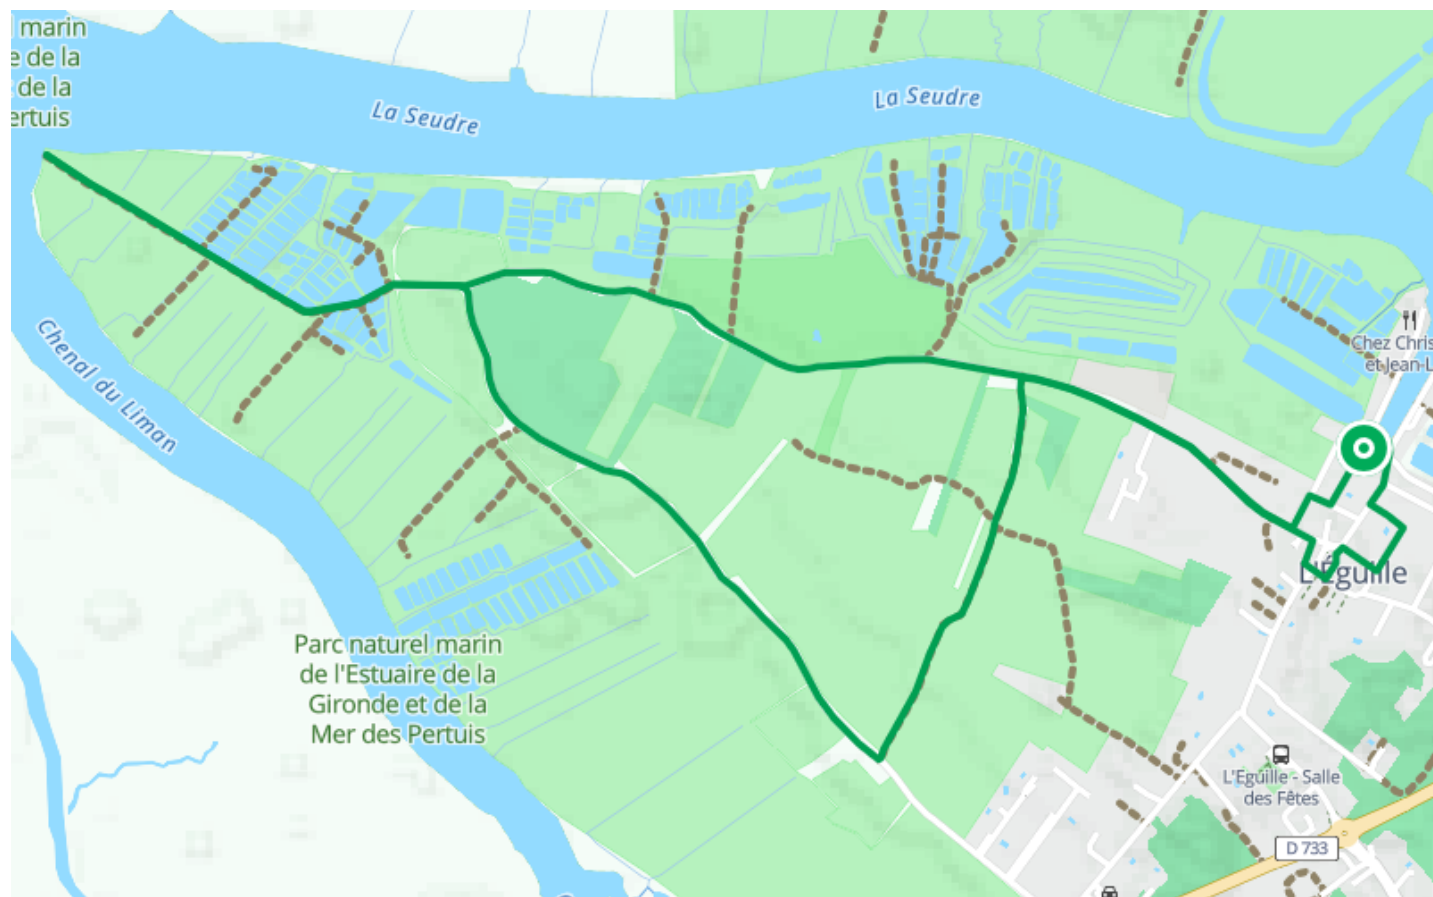 marin
e de la
de la
ertuis
La Seudre
La Seudre
Chenal du Liman
Chez Chris
et Jean-L
L'Éguille
Parc naturel marin
de l'Estuaire de la
Gironde et de la
Mer des Pertuis
L'Eguille - Salle
des Fêtes
D 733